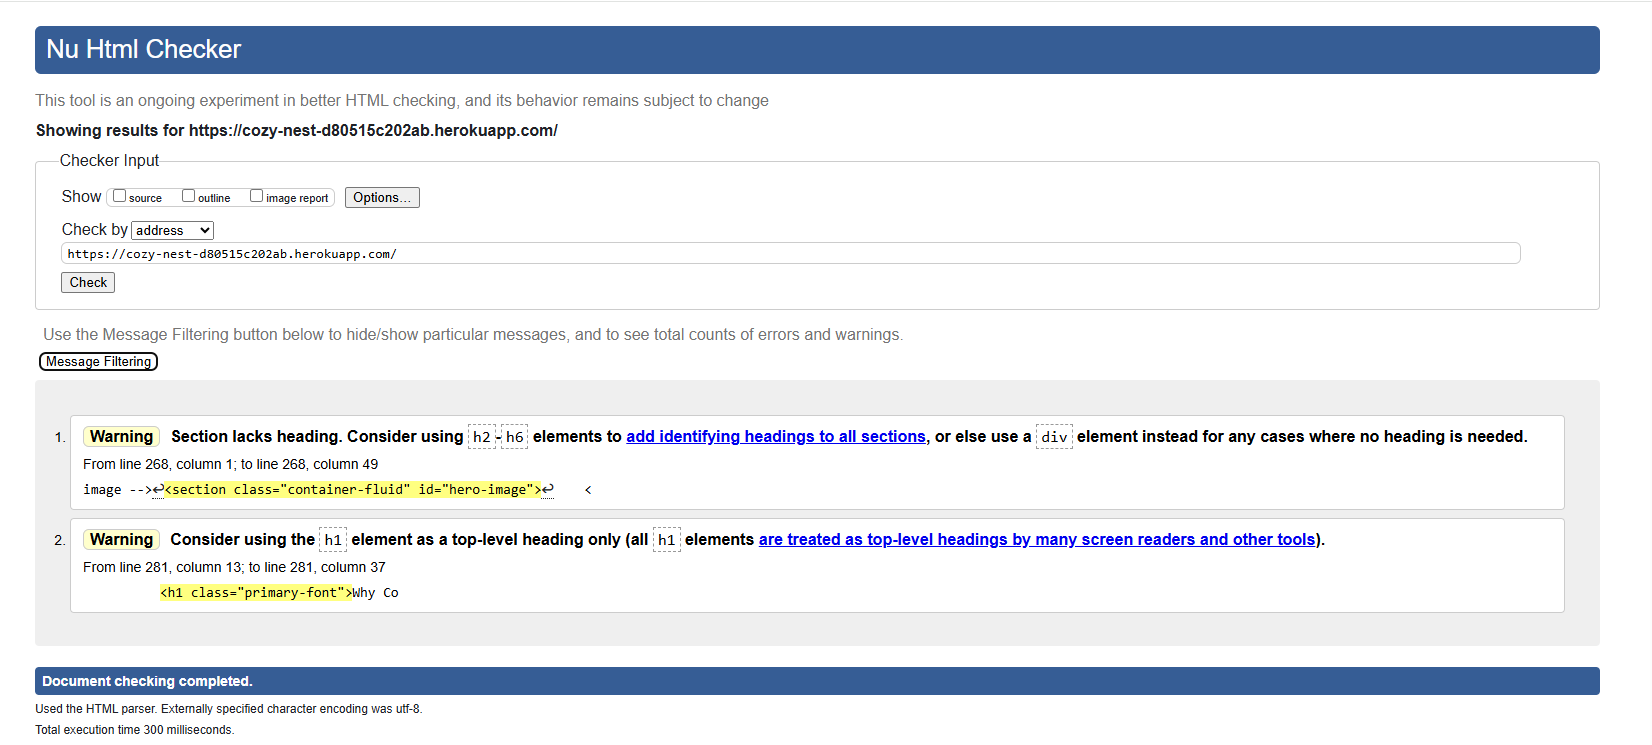 Nu Html Checker
This tool is an ongoing experiment in better HTML checking, and its behavior remains subject to change
Showing results for https://cozy-nest-d80515c202ab.herokuapp.com/
Checker Input
Show source outline image report Options...
Check by address
https://cozy-nest-d80515c202ab.herokuapp.com/
Check
Use the Message Filtering button below to hide/show particular messages, and to see total counts of errors and warnings.
Message Filtering
1. Warning Section lacks heading. Consider using h2-h6 elements to add identifying headings to all sections, or else use a div element instead for any cases where no heading is needed.
From line 268, column 1; to line 268, column 49
image -->↩<section class="container-fluid" id="hero-image">↩ <
2. Warning Consider using the h1 element as a top-level heading only (all h1 elements are treated as top-level headings by many screen readers and other tools).
From line 281, column 13; to line 281, column 37
<h1 class="primary-font">Why Co
Document checking completed.
Used the HTML parser. Externally specified character encoding was utf-8.
Total execution time 300 milliseconds.